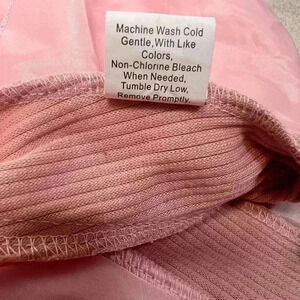 Machine Wash Cold
Gentle,With Like
Colors,
Non-Chlorine Bleach
When Needed,
Tumble Dry Low,
Remove Promptly.